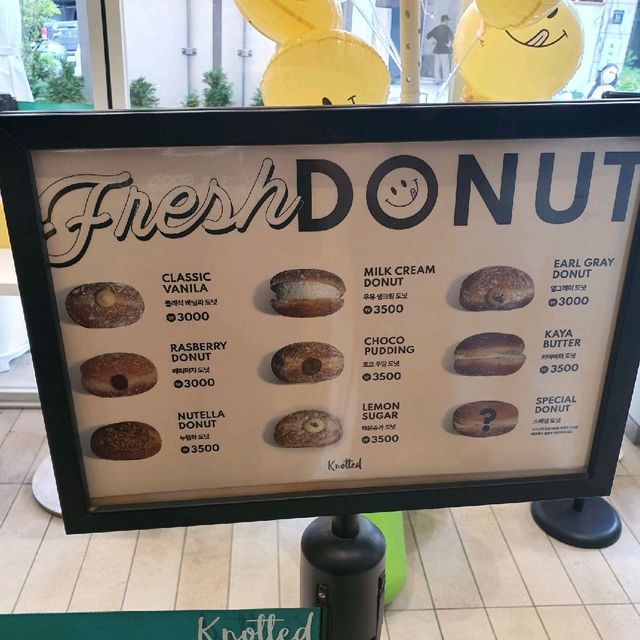 Fresh DONUT
CLASSIC
VANILA
클래식 바닐라 도넛
₩ 3000
MILK CREAM
DONUT
우유 생크림 도넛
₩ 3500
EARL GRAY
DONUT
얼그레이 도넛
₩ 3000
RASBERRY
DONUT
라즈베리 도넛
₩ 3000
CHOCO
PUDDING
초코 푸딩 도넛
₩ 3500
KAYA
BUTTER
카야버터 도넛
₩ 3500
NUTELLA
DONUT
누텔라 도넛
₩ 3500
LEMON
SUGAR
레몬슈가 도넛
₩ 3500
SPECIAL
DONUT
스페셜 도넛
?
Knotted
Knotted